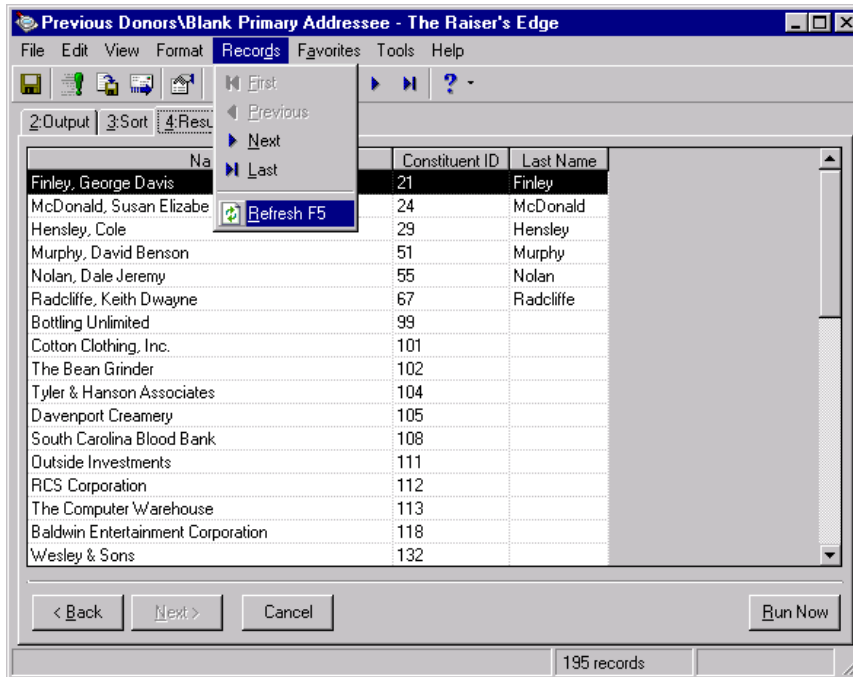 Previous Donors\Blank Primary Addressee - The Raiser's Edge
File Edit View Format Records Favorites Tools Help
First
Previous
Next
Last
Refresh F5
?
2:Output 3:Sort 4:Resu
Na Constituent ID Last Name
Finley, George Davis 21 Finley
McDonald, Susan Elizabe 24 McDonald
Hensley, Cole 29 Hensley
Murphy, David Benson 51 Murphy
Nolan, Dale Jeremy 55 Nolan
Radcliffe, Keith Dwayne 67 Radcliffe
Bottling Unlimited 99
Cotton Clothing, Inc. 101
The Bean Grinder 102
Tyler & Hanson Associates 104
Davenport Creamery 105
South Carolina Blood Bank 108
Outside Investments 111
RCS Corporation 112
The Computer Warehouse 113
Baldwin Entertainment Corporation 118
Wesley & Sons 132
< Back Next > Cancel Run Now
195 records